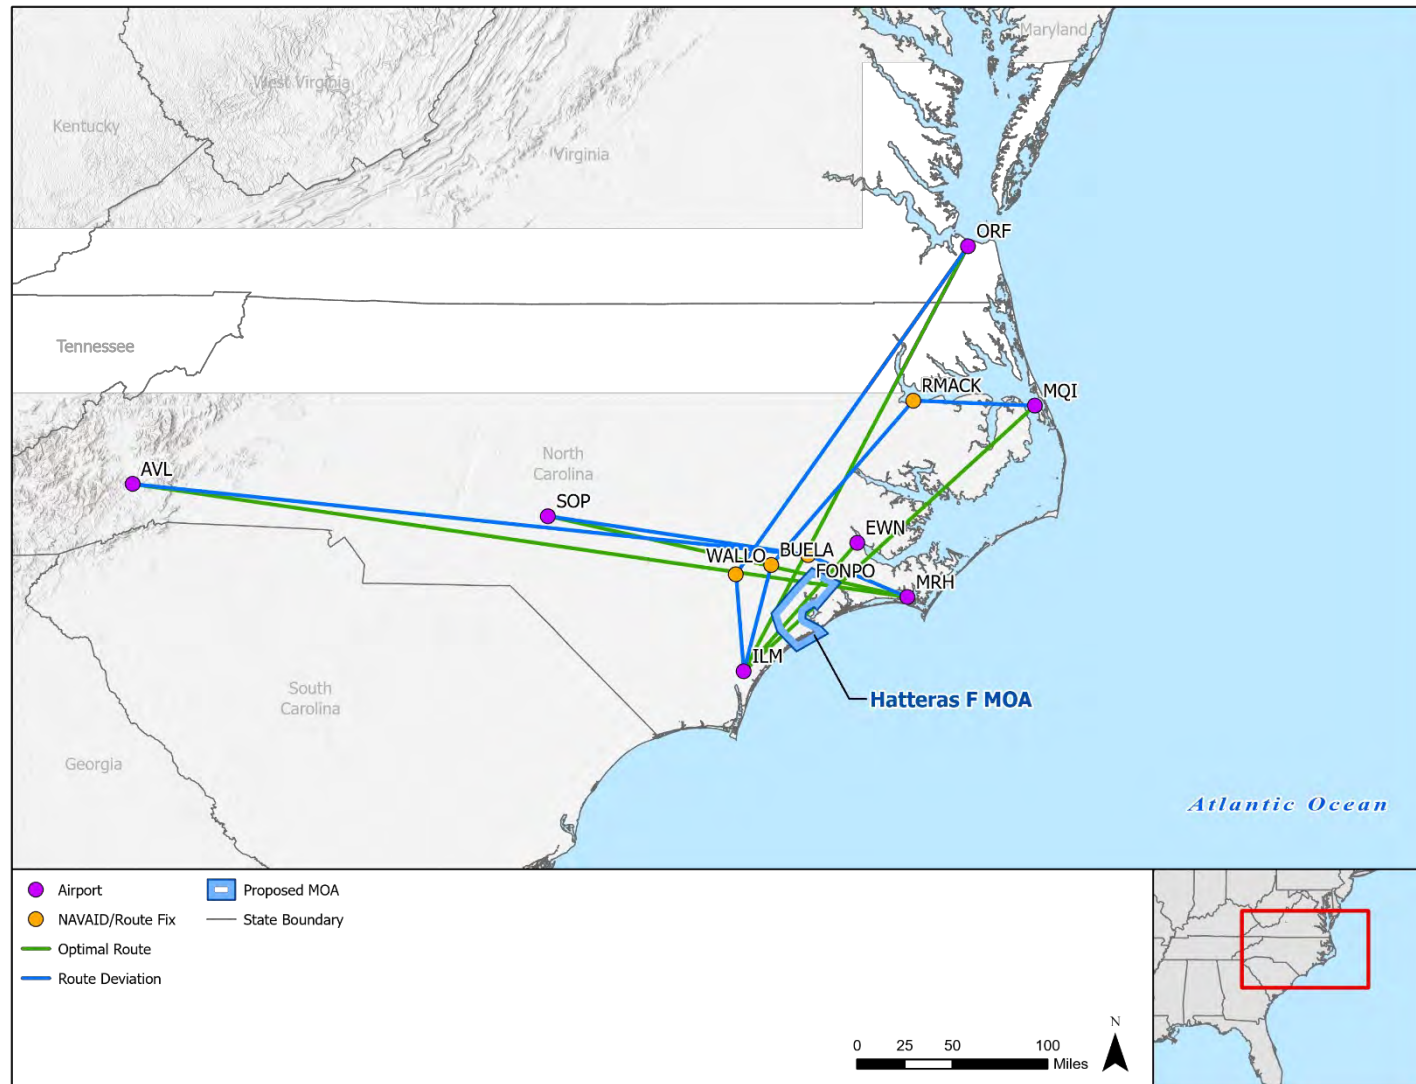 Maryland
West Virginia
Kentucky
Virginia
ORF
Tennessee
RMACK
MQI
North
Carolina
AVL
SOP
EWN
WALLO
BUELA
FONPO
MRH
ILM
South
Carolina
Hatteras F MOA
Georgia
Atlantic Ocean
Airport
Proposed MOA
NAVAID/Route Fix
State Boundary
Optimal Route
Route Deviation
N
0 25 50 100
Miles